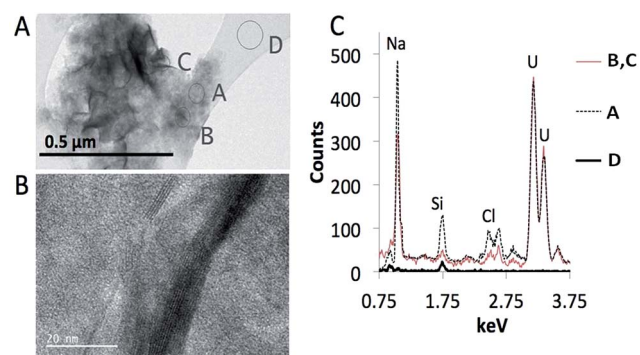 A
D
C
A
B
0.5 μm
B
20 nm
C
Na
Si
Cl
U
U
B,C
A
D
Counts
500
400
300
200
100
0
0.75 1.75 2.75 3.75
keV